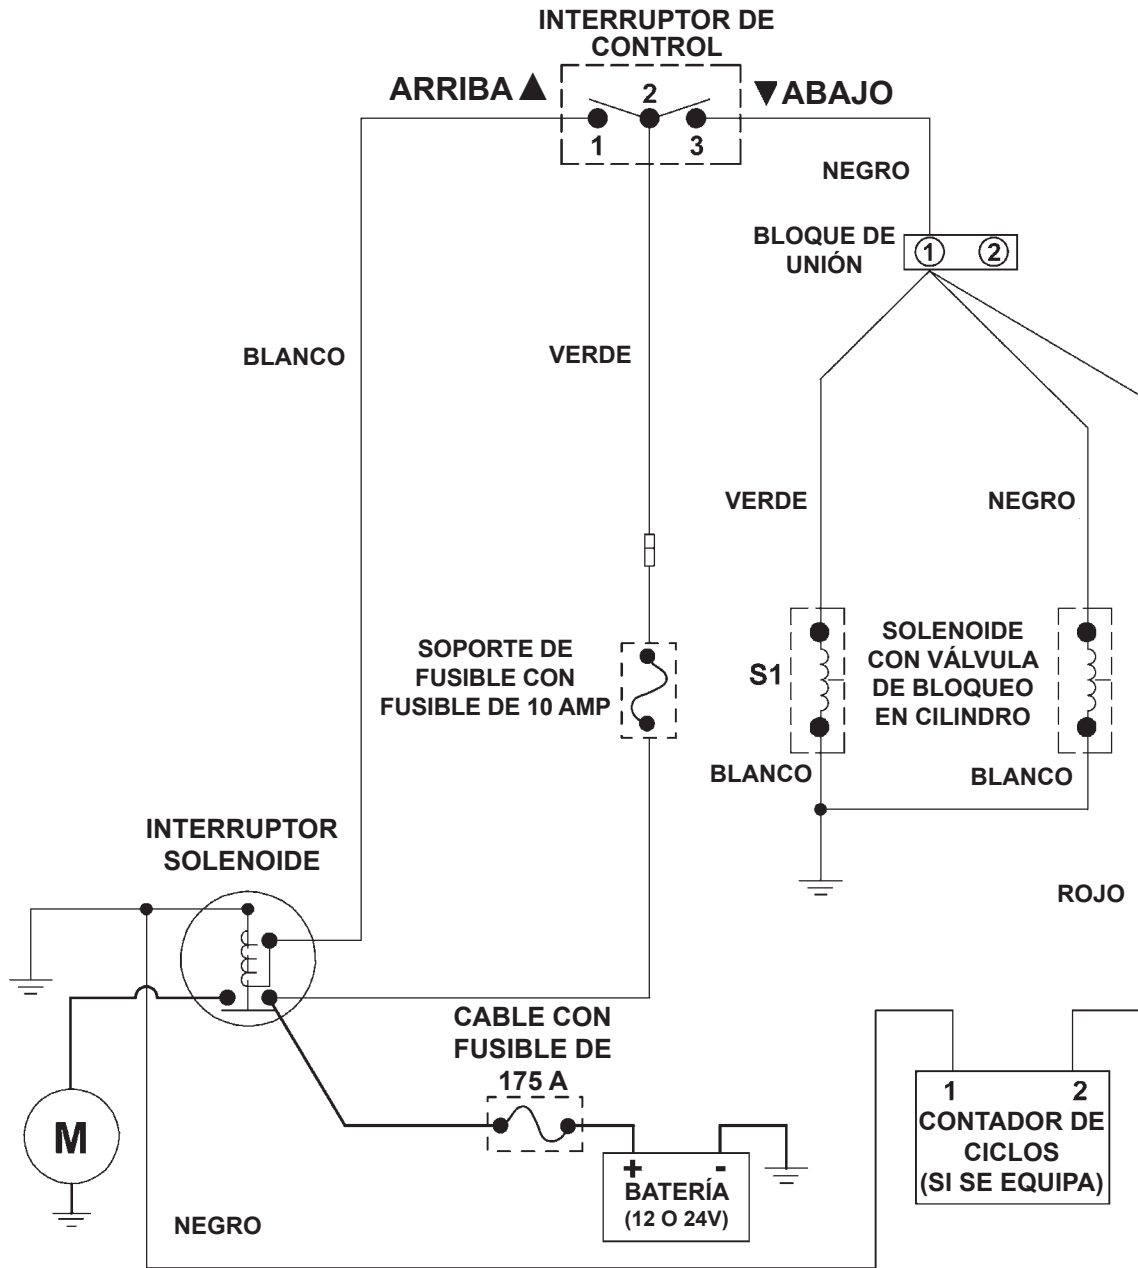 INTERRUPTOR DE
CONTROL
ARRIBA▲
▼ABAJO
2
1
3
NEGRO
BLOQUE DE
UNIÓN
1
2
BLANCO
VERDE
VERDE
NEGRO
SOPORTE DE
FUSIBLE CON
FUSIBLE DE 10 AMP
S1
SOLENOIDE
CON VÁLVULA
DE BLOQUEO
EN CILINDRO
BLANCO
BLANCO
INTERRUPTOR
SOLENOIDE
ROJO
CABLE CON
FUSIBLE DE
175 A
M
+
-
BATERÍA
(12 O 24V)
1
2
CONTADOR DE
CICLOS
(SI SE EQUIPA)
NEGRO